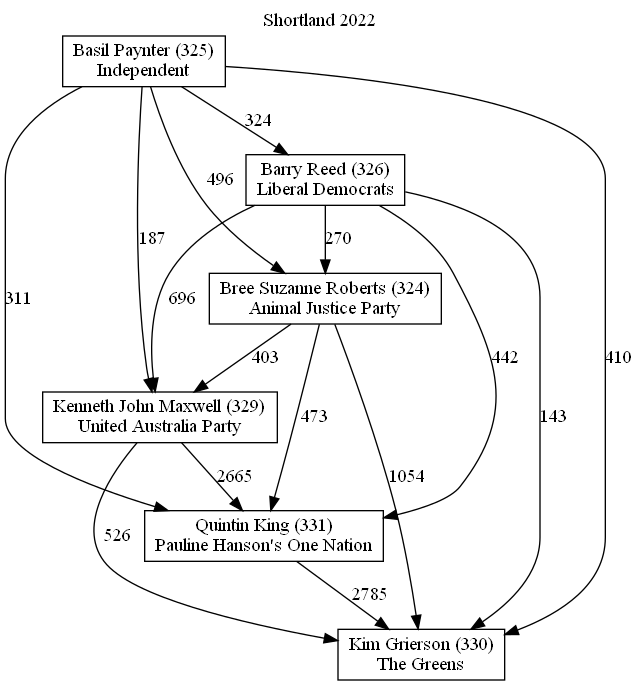 Shortland 2022
Basil Paynter (325)
Independent
324
Barry Reed (326)
Liberal Democrats
496
187
270
311
696
442
143
410
Bree Suzanne Roberts (324)
Animal Justice Party
403
473
1054
Kenneth John Maxwell (329)
United Australia Party
2665
526
Quintin King (331)
Pauline Hanson's One Nation
2785
Kim Grierson (330)
The Greens